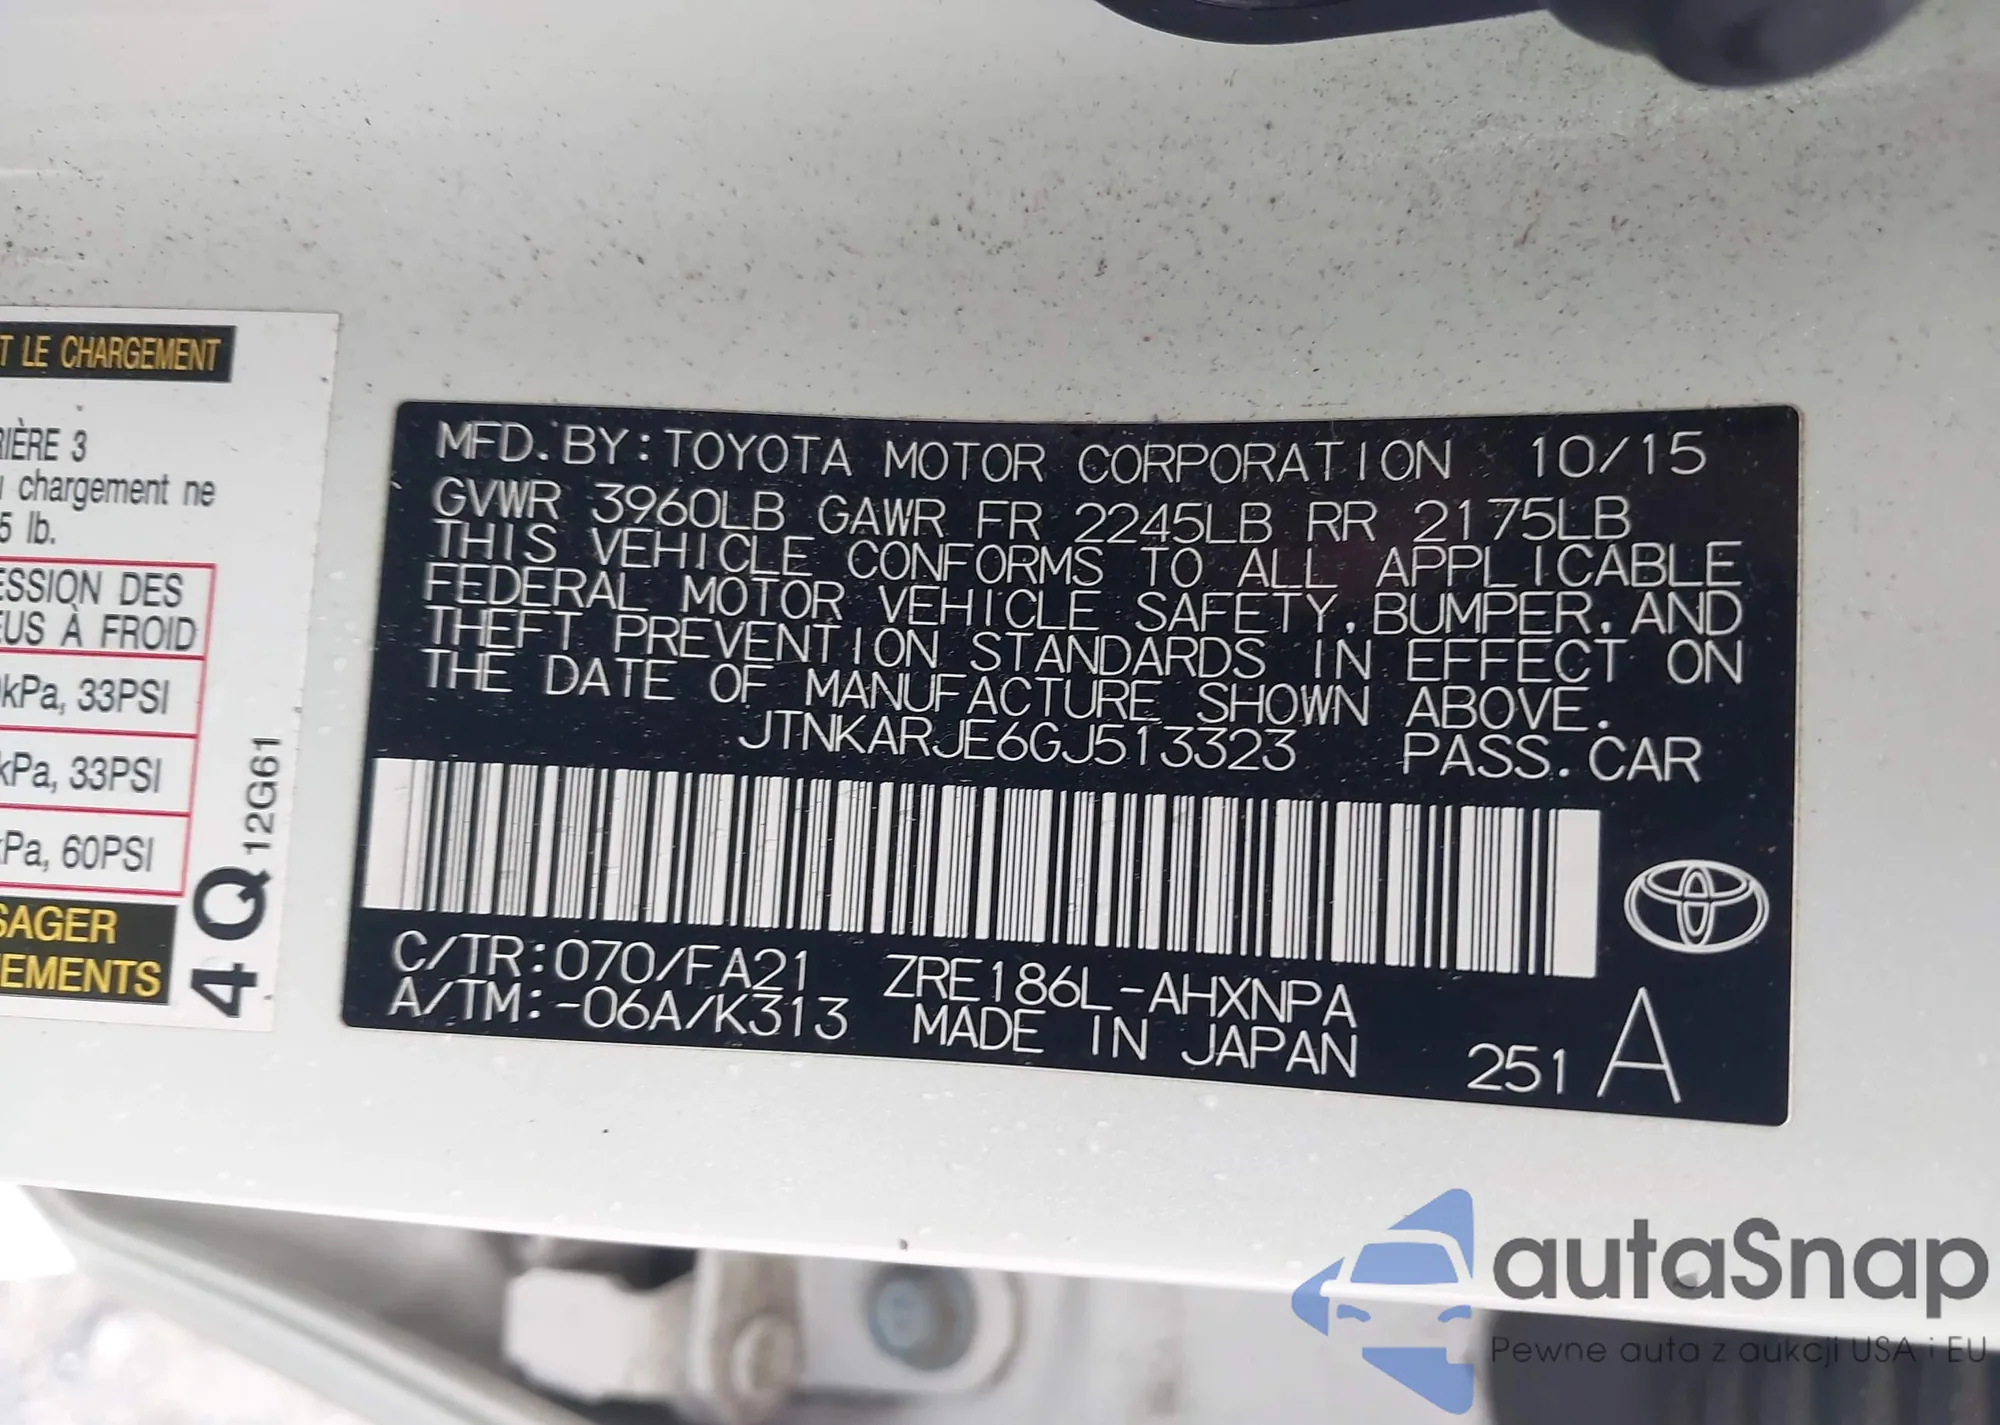 T LE CHARGEMENT
RIÈRE 3
chargement ne
5 lb.
ESSION DES
EUS À FROID
kPa, 33PSI
kPa, 33PSI
kPa, 60PSI
SAGER
EMENTS
4Q 12G61
MFD. BY: TOYOTA MOTOR CORPORATION 10/15
GVWR 3960LB GAWR FR 2245LB RR 2175LB
THIS VEHICLE CONFORMS TO ALL APPLICABLE
FEDERAL MOTOR VEHICLE SAFETY, BUMPER, AND
THEFT PREVENTION STANDARDS IN EFFECT ON
THE DATE OF MANUFACTURE SHOWN ABOVE.
JTNKARJE6GJ513323 PASS. CAR
C/TR: 070/FA21 ZRE186L-AHXNPA
A/TM: -06A/K313 MADE IN JAPAN 251 A
autaSnap
Pewne auta z aukcji USA i EU